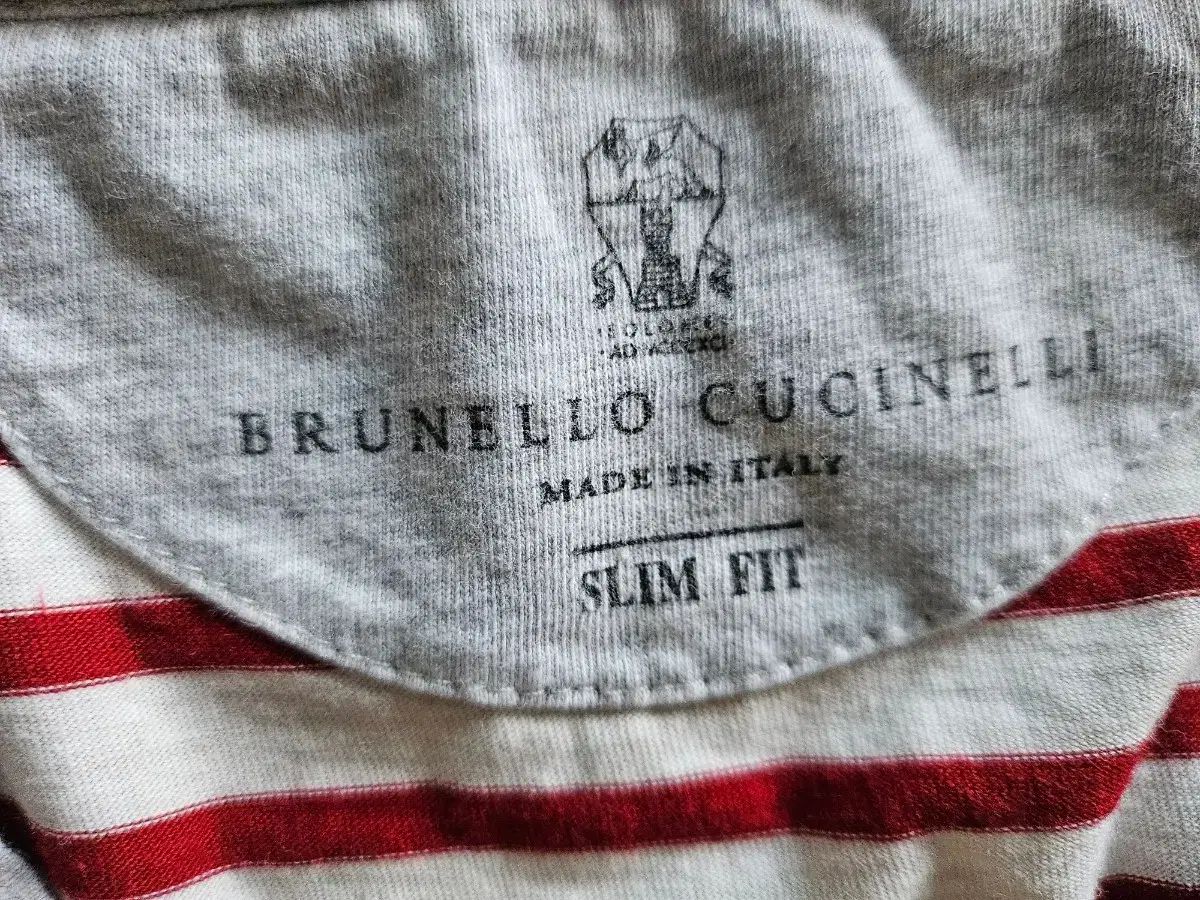 BRUNELLO CUCINELLI
MADE IN ITALY
SLIM FIT